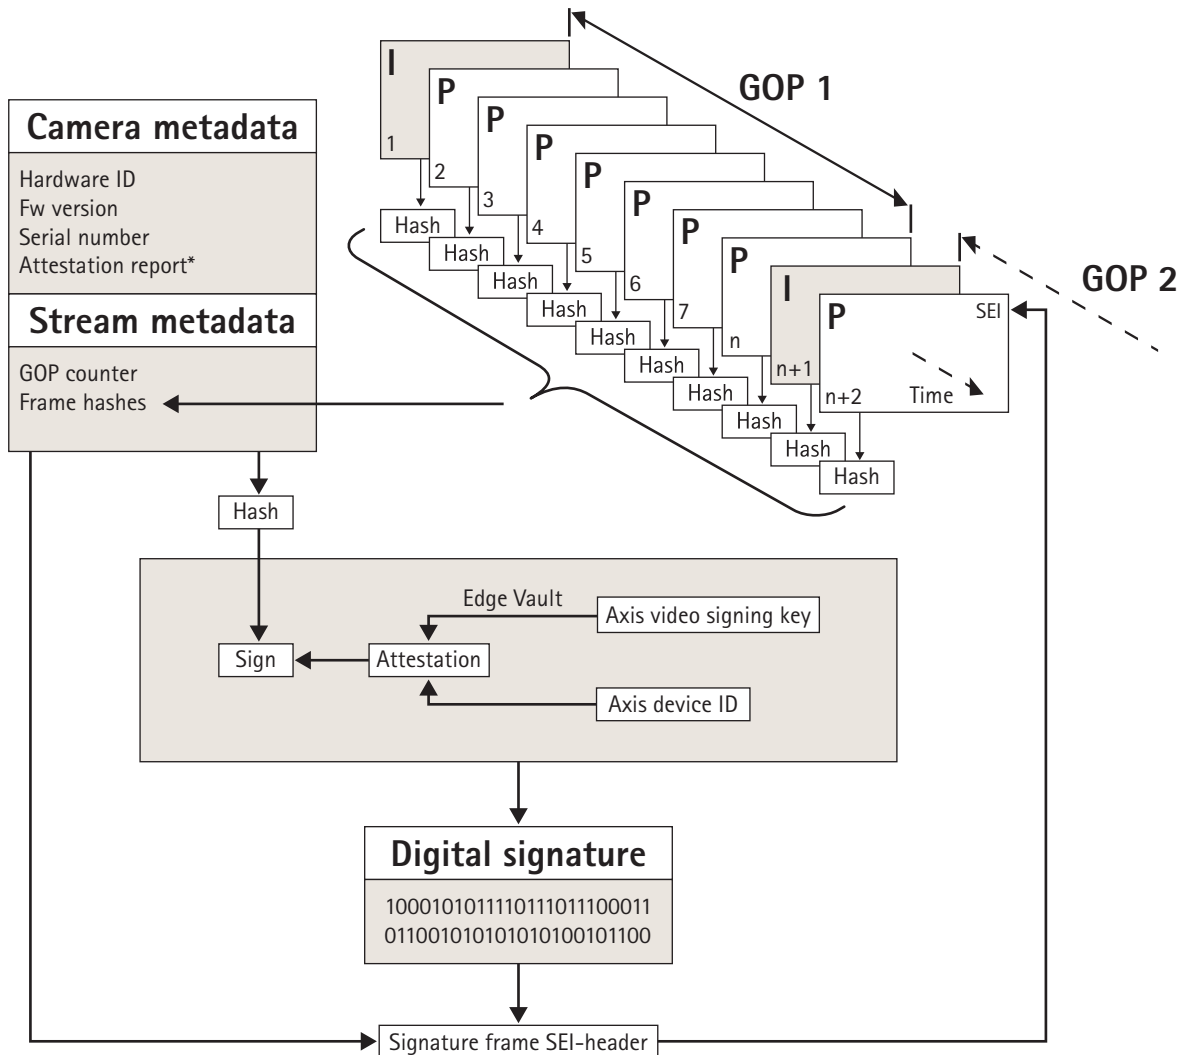 I
P
P
P
P
P
P
P
I
P
1
2
3
4
5
6
7
n
n+1
n+2
SEI
Time
GOP 1
GOP 2
Hash
Hash
Hash
Hash
Hash
Hash
Hash
Hash
Hash
Hash
Camera metadata
Hardware ID
Fw version
Serial number
Attestation report*
Stream metadata
GOP counter
Frame hashes
Hash
Edge Vault
Axis video signing key
Sign
Attestation
Axis device ID
Digital signature
1000101011110111011100011
011001010101010100101100
Signature frame SEI-header